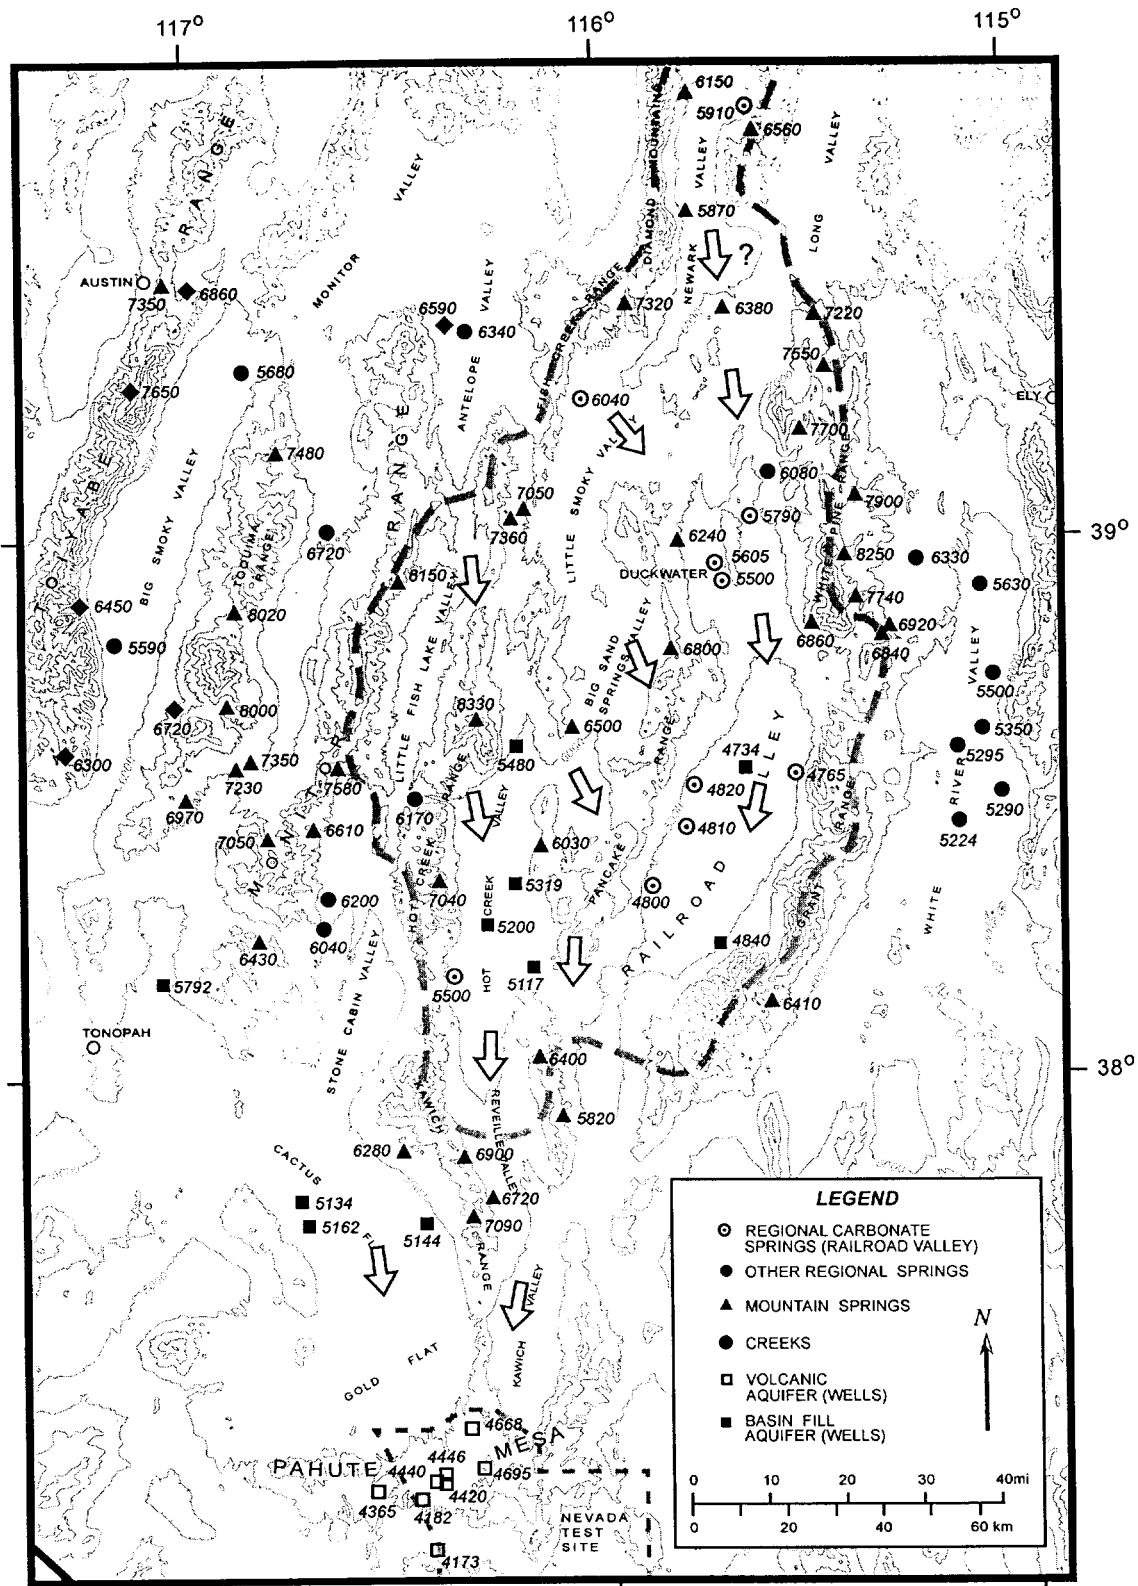 117°
116°
115°
6150
5910
6560
RANGE
VALLEY
DIAMOND MOUNTAINS
VALLEY
VALLEY
5870
LONG
NEWARK
?
AUSTIN
7350
6860
MONITOR
6590
6340
VALLEY
ANTELOPE
FISH CREEK RANGE
7320
6380
7220
7550
5680
7650
6040
ELY
7700
7480
RANGE
LITTLE SMOKY VALLEY
6080
TOIYABE
BIG SMOKY VALLEY
7050
7360
5790
7900
WHITE PINE RANGE
39°
6720
6240
5605
DUCKWATER
5500
8250
6330
5630
TOQUIMA RANGE
8150
6450
8020
7740
5590
6920
6860
6840
LITTLE FISH LAKE VALLEY
BIG SAND SPRINGS VALLEY
6800
VALLEY
5500
6720
8000
8330
6500
5350
5295
6300
7350
7230
7580
5480
RANGE
4734
4765
4820
VALLEY
RANGE
RIVER
5290
6970
MONITOR
6170
VALLEY
4810
5224
7050
6610
6030
PANCAKE
HOT CREEK
RANGE
7040
5319
4800
RAILROAD
GRANT
6200
CREEK
5200
WHITE
6430
6040
4840
5792
STONE CABIN VALLEY
5500
HOT
5117
6410
TONOPAH
6400
38°
KAWICH
REVEILLE VALLEY
5820
6280
6900
CACTUS
6720
5134
5162
7090
5144
RANGE
VALLEY
KAWICH
GOLD FLAT
4668
MESA
PAHUTE
4446
4440
4695
4420
4365
4182
4173
NEVADA
TEST
SITE
LEGEND
REGIONAL CARBONATE
SPRINGS (RAILROAD VALLEY)
OTHER REGIONAL SPRINGS
MOUNTAIN SPRINGS
N
CREEKS
VOLCANIC
AQUIFER (WELLS)
BASIN FILL
AQUIFER (WELLS)
0 10 20 30 40mi
0 20 40 60 km